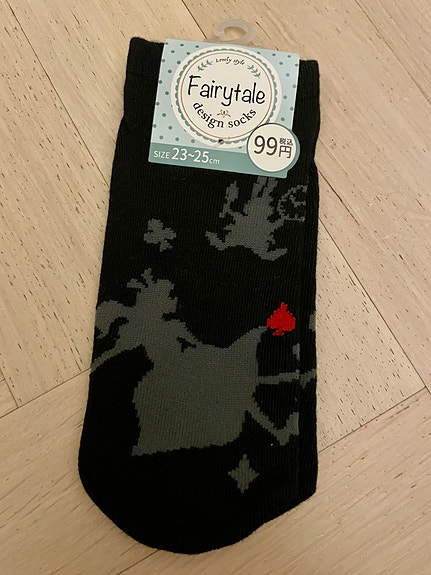 Lovely style
Fairytale
design socks
税込
99円
SIZE 23~25cm